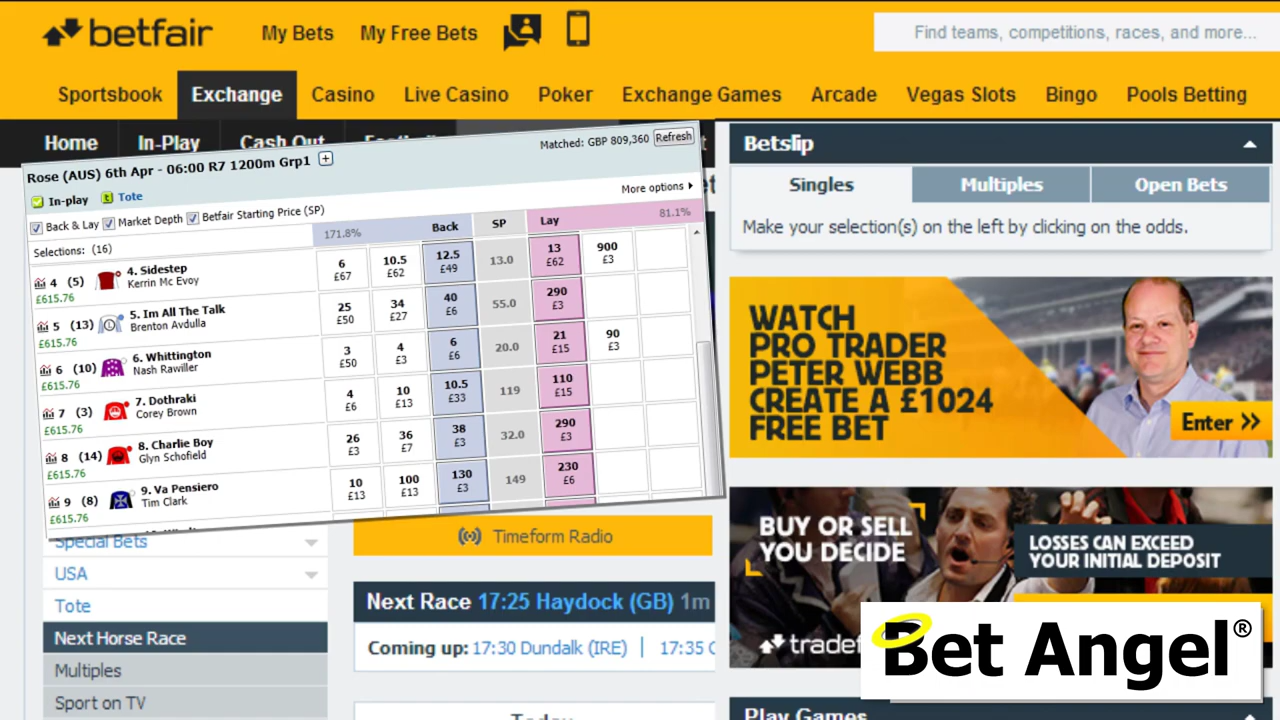 betfair
My Bets
My Free Bets
Find teams, competitions, races, and more...
Sportsbook
Exchange
Casino
Live Casino
Poker
Exchange Games
Arcade
Vegas Slots
Bingo
Pools Betting
Home
In-Play
Cash Out
Rose (AUS) 6th Apr - 06:00 R7 1200m Grp1
Matched: GBP 809,360 Refresh
In-play
Tote
More options
Back & Lay
Market Depth
Betfair Starting Price (SP)
Selections: (16)
171.8% Back SP Lay 81.1%
4 (5) 4. Sidestep 6 10.5 12.5 13.0 13 900
£615.76 Kerrin Mc Evoy £67 £62 £49 £62 £3
5 (13) 5. Im All The Talk 25 34 40 55.0 290
£615.76 Brenton Avdulla £50 £27 £6 £3
6 (10) 6. Whittington 3 4 6 20.0 21 90
£615.76 Nash Rawiller £50 £3 £6 £15 £3
7 (3) 7. Dothraki 4 10 10.5 119 110
£615.76 Corey Brown £6 £13 £33 £15
8 (14) 8. Charlie Boy 26 36 38 32.0 290
£615.76 Glyn Schofield £3 £7 £3 £3
9 (8) 9. Va Pensiero 10 100 130 149 230
£615.76 Tim Clark £13 £13 £3 £6
Special Bets
USA
Tote
Next Horse Race
Multiples
Sport on TV
Timeform Radio
Next Race 17:25 Haydock (GB) 1m
Coming up: 17:30 Dundalk (IRE) | 17:35
Today
Betslip
Singles
Multiples
Open Bets
Make your selection(s) on the left by clicking on the odds.
WATCH
PRO TRADER
PETER WEBB
CREATE A £1024
FREE BET
Enter >>
BUY OR SELL
YOU DECIDE
LOSSES CAN EXCEED
YOUR INITIAL DEPOSIT
tradef
Bet Angel®
Play Games